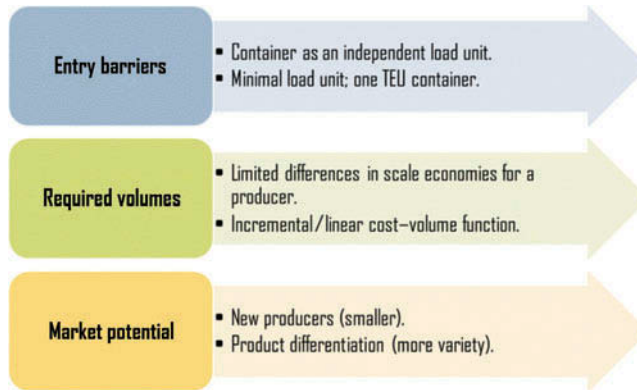 Entry barriers
▪ Container as an independent load unit.
▪ Minimal load unit; one TEU container.
Required volumes
▪ Limited differences in scale economies for a
producer.
▪ Incremental/linear cost–volume function.
Market potential
▪ New producers (smaller).
▪ Product differentiation (more variety).